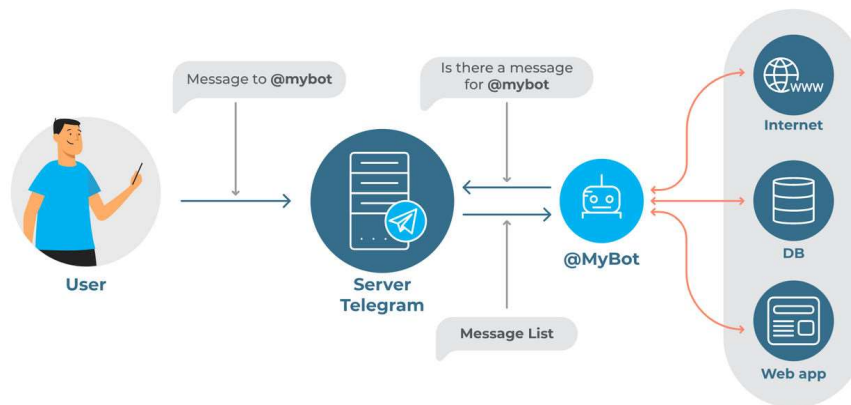 Message to @mybot
Is there a message
for @mybot
WWW
Internet
User
Server
Telegram
@MyBot
DB
Message List
Web app